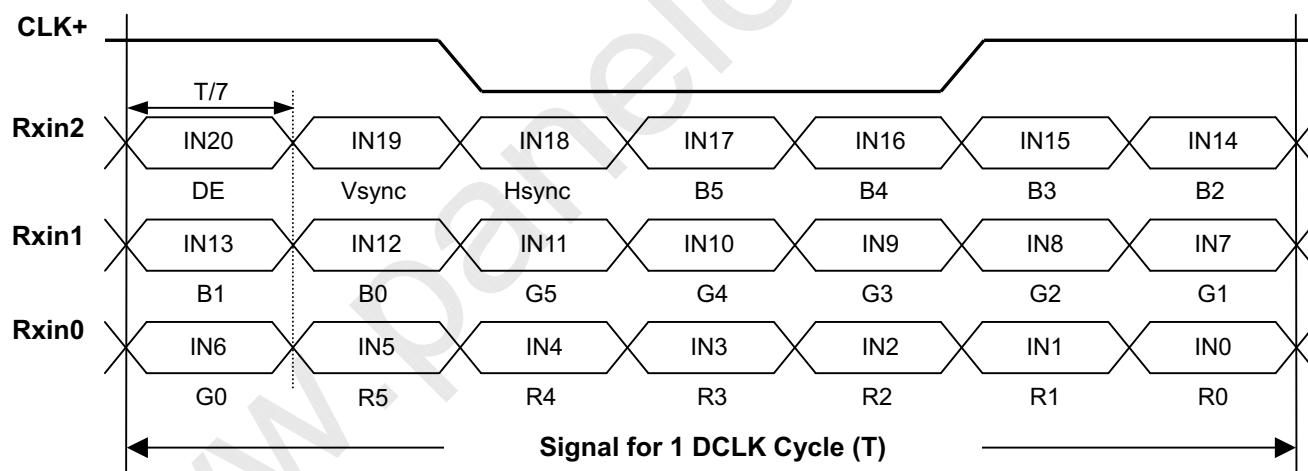 CLK+
T/7
Rxin2 IN20 IN19 IN18 IN17 IN16 IN15 IN14
DE Vsync Hsync B5 B4 B3 B2
Rxin1 IN13 IN12 IN11 IN10 IN9 IN8 IN7
B1 B0 G5 G4 G3 G2 G1
Rxin0 IN6 IN5 IN4 IN3 IN2 IN1 IN0
G0 R5 R4 R3 R2 R1 R0
Signal for 1 DCLK Cycle (T)